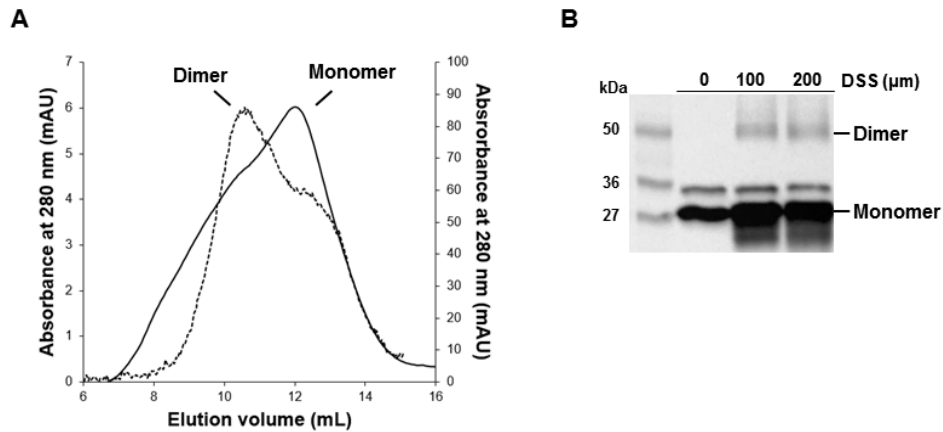 A
B
Dimer
Monomer
7
6
5
4
3
2
1
0
Absorbance at 280 nm (mAU)
100
90
80
70
60
50
40
30
20
10
0
Absrorbance at 280 nm (mAU)
6
8
10
12
14
16
Elution volume (mL)
0 100 200 DSS (μm)
kDa
50
36
27
Dimer
Monomer